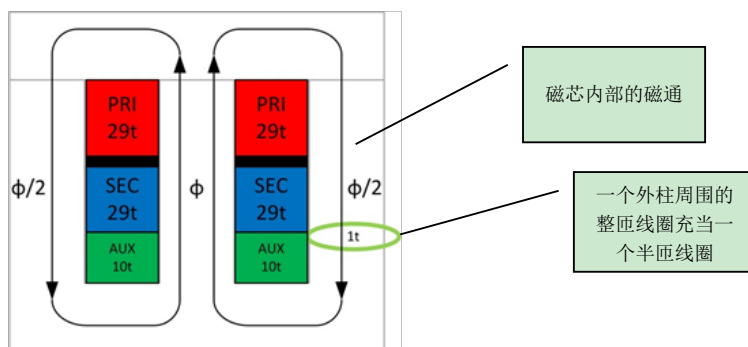 PRI
29t
SEC
29t
AUX
10t
PRI
29t
SEC
29t
AUX
10t
ϕ/2
ϕ
ϕ/2
1t
磁芯内部的磁通
一个外柱周围的
整匝线圈充当一
个半匝线圈